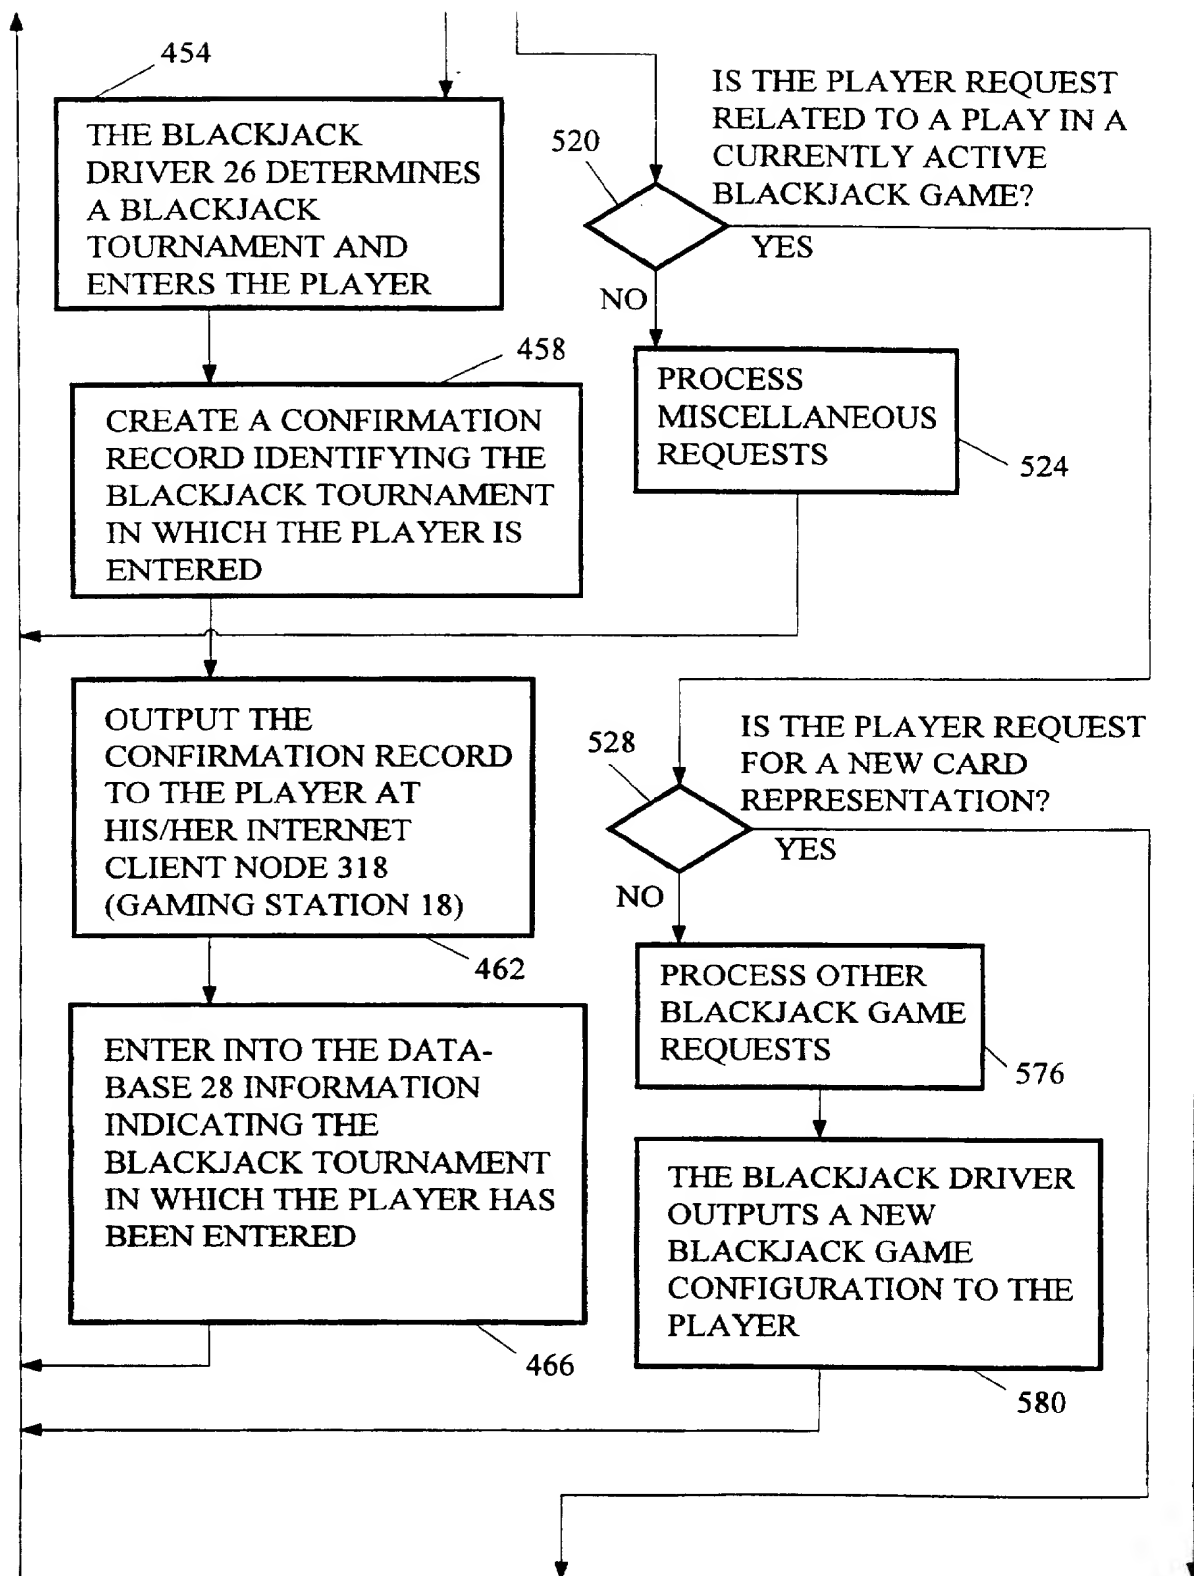 454
THE BLACKJACK
DRIVER 26 DETERMINES
A BLACKJACK
TOURNAMENT AND
ENTERS THE PLAYER
458
CREATE A CONFIRMATION
RECORD IDENTIFYING THE
BLACKJACK TOURNAMENT
IN WHICH THE PLAYER IS
ENTERED
OUTPUT THE
CONFIRMATION RECORD
TO THE PLAYER AT
HIS/HER INTERNET
CLIENT NODE 318
(GAMING STATION 18)
462
ENTER INTO THE DATA-
BASE 28 INFORMATION
INDICATING THE
BLACKJACK TOURNAMENT
IN WHICH THE PLAYER HAS
BEEN ENTERED
466
IS THE PLAYER REQUEST
RELATED TO A PLAY IN A
CURRENTLY ACTIVE
BLACKJACK GAME?
520
YES
NO
PROCESS
MISCELLANEOUS
REQUESTS
524
IS THE PLAYER REQUEST
FOR A NEW CARD
REPRESENTATION?
528
YES
NO
PROCESS OTHER
BLACKJACK GAME
REQUESTS
576
THE BLACKJACK DRIVER
OUTPUTS A NEW
BLACKJACK GAME
CONFIGURATION TO THE
PLAYER
580